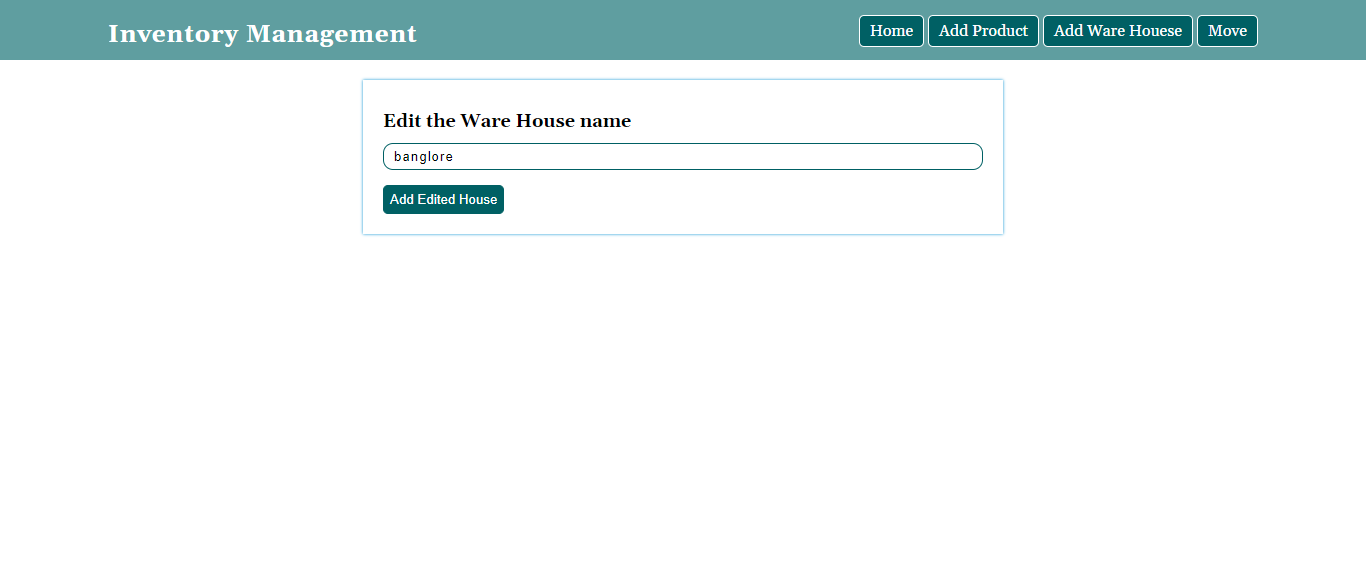 Inventory Management
Home Add Product Add Ware Houese Move
Edit the Ware House name
banglore
Add Edited House